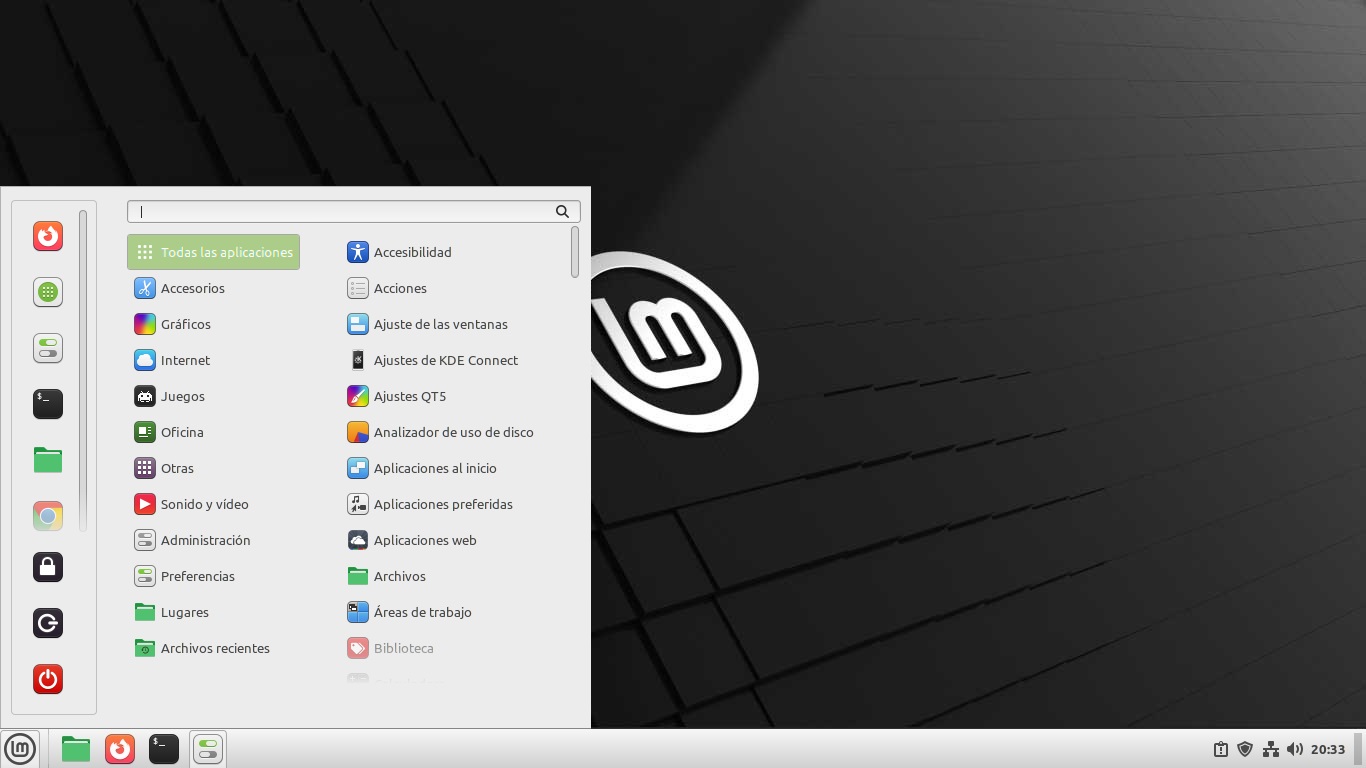 Todas las aplicaciones
Accesorios
Gráficos
Internet
Juegos
Oficina
Otras
Sonido y vídeo
Administración
Preferencias
Lugares
Archivos recientes
Accesibilidad
Acciones
Ajuste de las ventanas
Ajustes de KDE Connect
Ajustes QT5
Analizador de uso de disco
Aplicaciones al inicio
Aplicaciones preferidas
Aplicaciones web
Archivos
Áreas de trabajo
Biblioteca
$_
$_
20:33